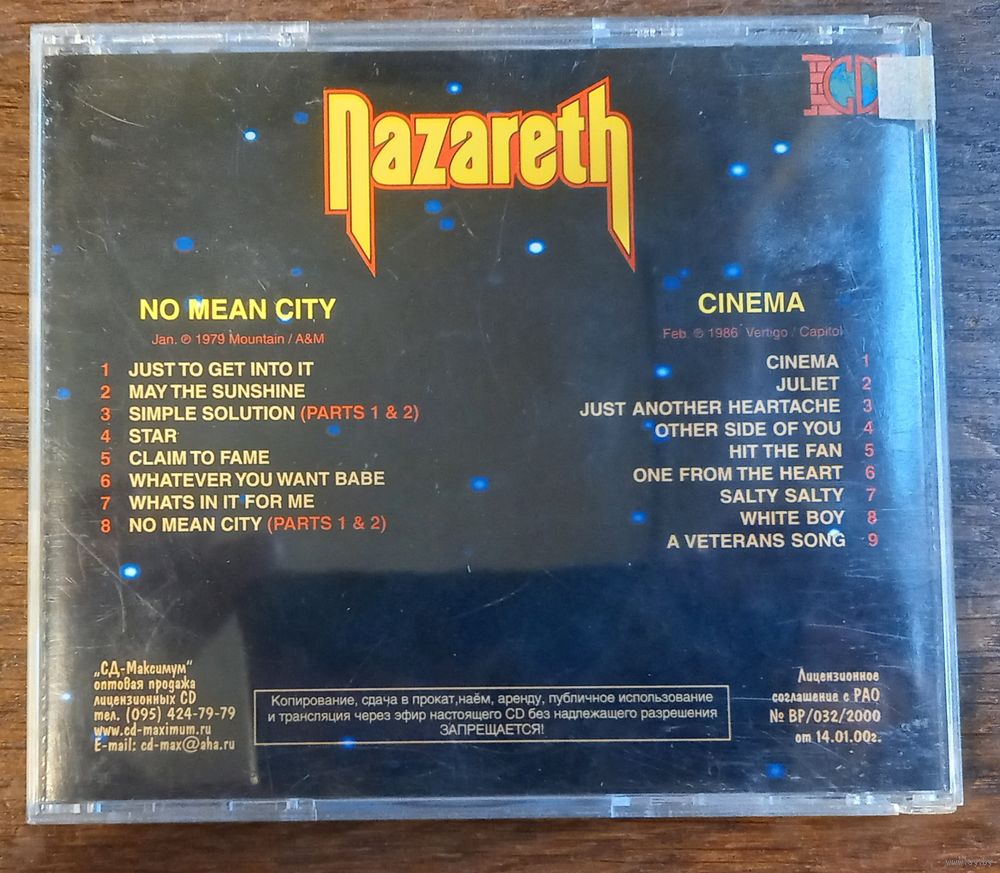 Nazareth
CD
NO MEAN CITY
Jan. ℗ 1979 Mountain / A&M
1 JUST TO GET INTO IT
2 MAY THE SUNSHINE
3 SIMPLE SOLUTION (PARTS 1 & 2)
4 STAR
5 CLAIM TO FAME
6 WHATEVER YOU WANT BABE
7 WHATS IN IT FOR ME
8 NO MEAN CITY (PARTS 1 & 2)
CINEMA
Feb. ℗ 1986 Vertigo / Capitol
CINEMA 1
JULIET 2
JUST ANOTHER HEARTACHE 3
OTHER SIDE OF YOU 4
HIT THE FAN 5
ONE FROM THE HEART 6
SALTY SALTY 7
WHITE BOY 8
A VETERANS SONG 9
„СД-Максимум“
оптовая продажа
лицензионных CD
тел. (095) 424-79-79
www.cd-maximum.ru
E-mail: cd-max@aha.ru
Копирование, сдача в прокат,наём, аренду, публичное использование
и трансляция через эфир настоящего CD без надлежащего разрешения
ЗАПРЕЩАЕТСЯ!
Лицензионное
соглашение с РАО
№ ВР/032/2000
от 14.01.00г.